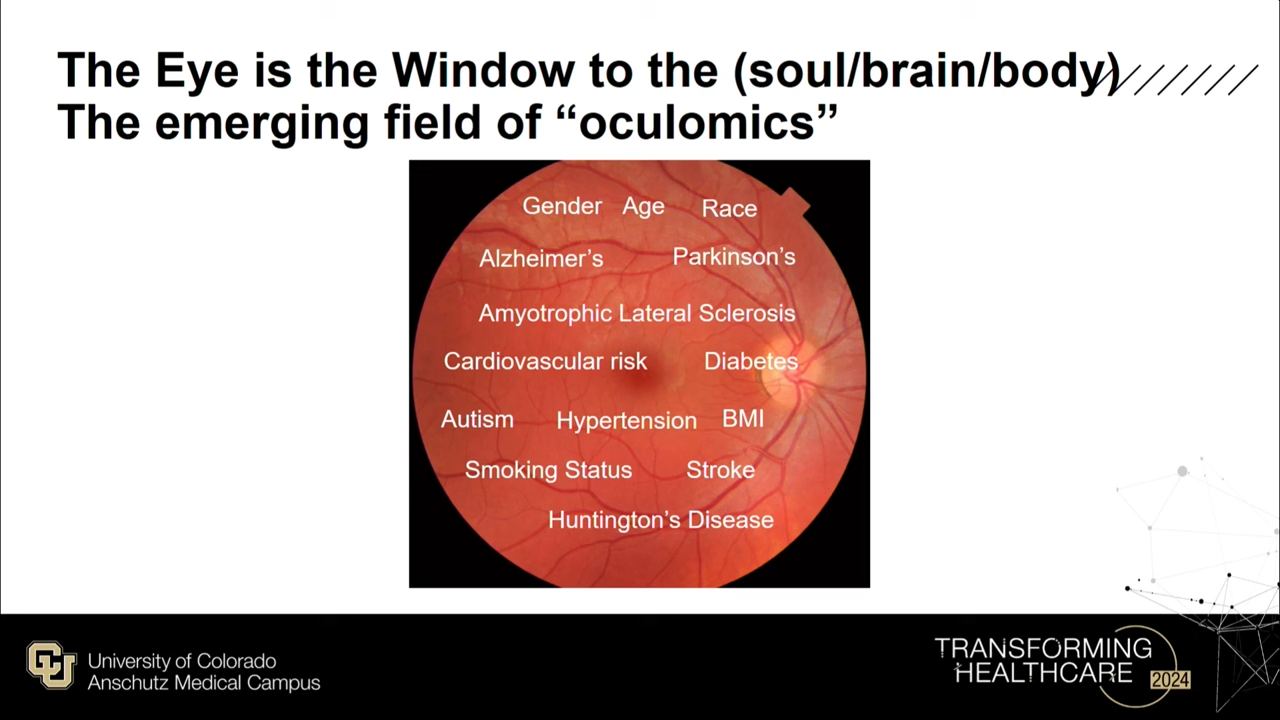 The Eye is the Window to the (soul/brain/body)
The emerging field of “oculomics”
Gender Age Race
Alzheimer’s Parkinson’s
Amyotrophic Lateral Sclerosis
Cardiovascular risk Diabetes
Autism Hypertension BMI
Smoking Status Stroke
Huntington’s Disease
CU University of Colorado
Anschutz Medical Campus
TRANSFORMING
HEALTHCARE 2024